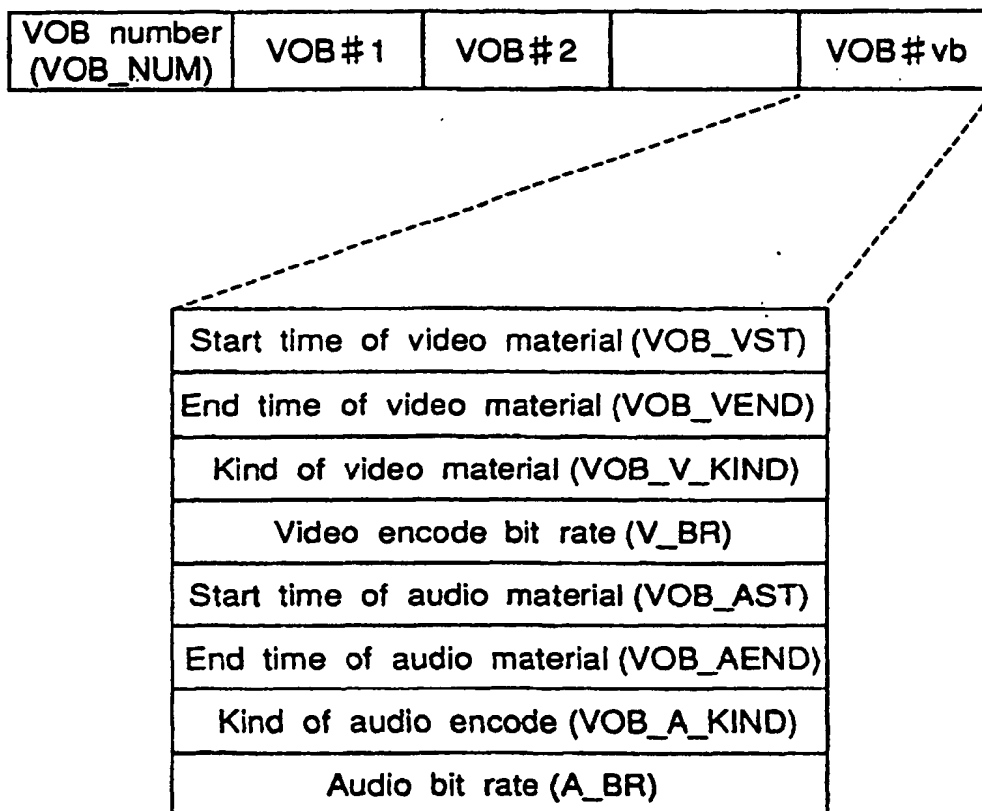 VOB number
(VOB_NUM)
VOB#1
VOB#2
VOB#vb
Start time of video material (VOB_VST)
End time of video material (VOB_VEND)
Kind of video material (VOB_V_KIND)
Video encode bit rate (V_BR)
Start time of audio material (VOB_AST)
End time of audio material (VOB_AEND)
Kind of audio encode (VOB_A_KIND)
Audio bit rate (A_BR)